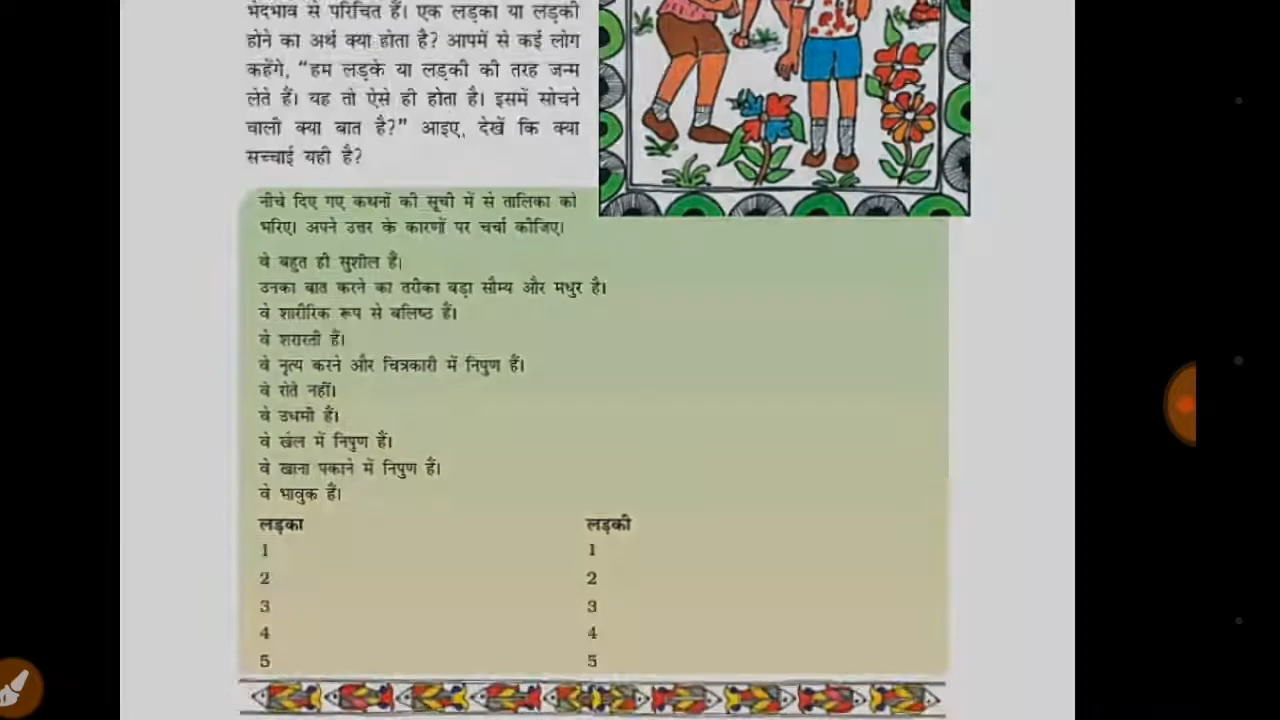 भेदभाव से परिचित हैं। एक लड़का या लड़की
होने का अर्थ क्या होता है? आपमें से कई लोग
कहेंगे, “हम लड़के या लड़की की तरह जन्म
लेते हैं। यह तो ऐसे ही होता है। इसमें सोचने
वाली क्या बात है?” आइए, देखें कि क्या
सच्चाई यही है?
नीचे दिए गए कथनों की सूची में से तालिका को
भरिए। अपने उत्तर के कारणों पर चर्चा कीजिए।
वे बहुत ही सुशील हैं।
उनका बात करने का तरीका बड़ा सौम्य और मधुर है।
वे शारीरिक रूप से बलिष्ठ हैं।
वे शरारती हैं।
वे नृत्य करने और चित्रकारी में निपुण हैं।
वे रोते नहीं।
वे उधमी हैं।
वे खेल में निपुण हैं।
वे खाना पकाने में निपुण हैं।
वे भावुक हैं।
लड़का लड़की
1 1
2 2
3 3
4 4
5 5